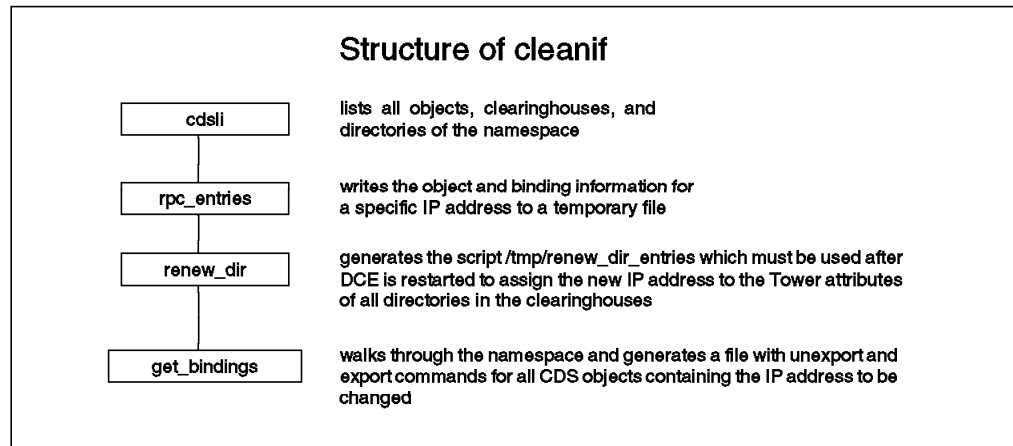 Structure of cleanif
cdsli
lists all objects, clearinghouses, and
directories of the namespace
rpc_entries
writes the object and binding information for
a specific IP address to a temporary file
renew_dir
generates the script /tmp/renew_dir_entries which must be used after
DCE is restarted to assign the new IP address to the Tower attributes
of all directories in the clearinghouses
get_bindings
walks through the namespace and generates a file with unexport and
export commands for all CDS objects containing the IP address to be
changed